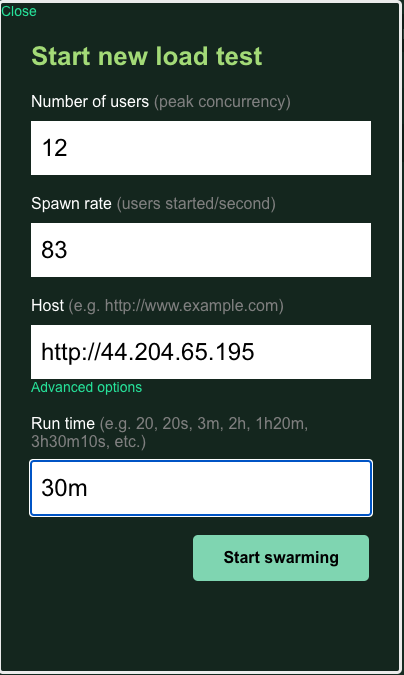 Close
Start new load test
Number of users (peak concurrency)
12
Spawn rate (users started/second)
83
Host (e.g. http://www.example.com)
http://44.204.65.195
Advanced options
Run time (e.g. 20, 20s, 3m, 2h, 1h20m,
3h30m10s, etc.)
30m
Start swarming